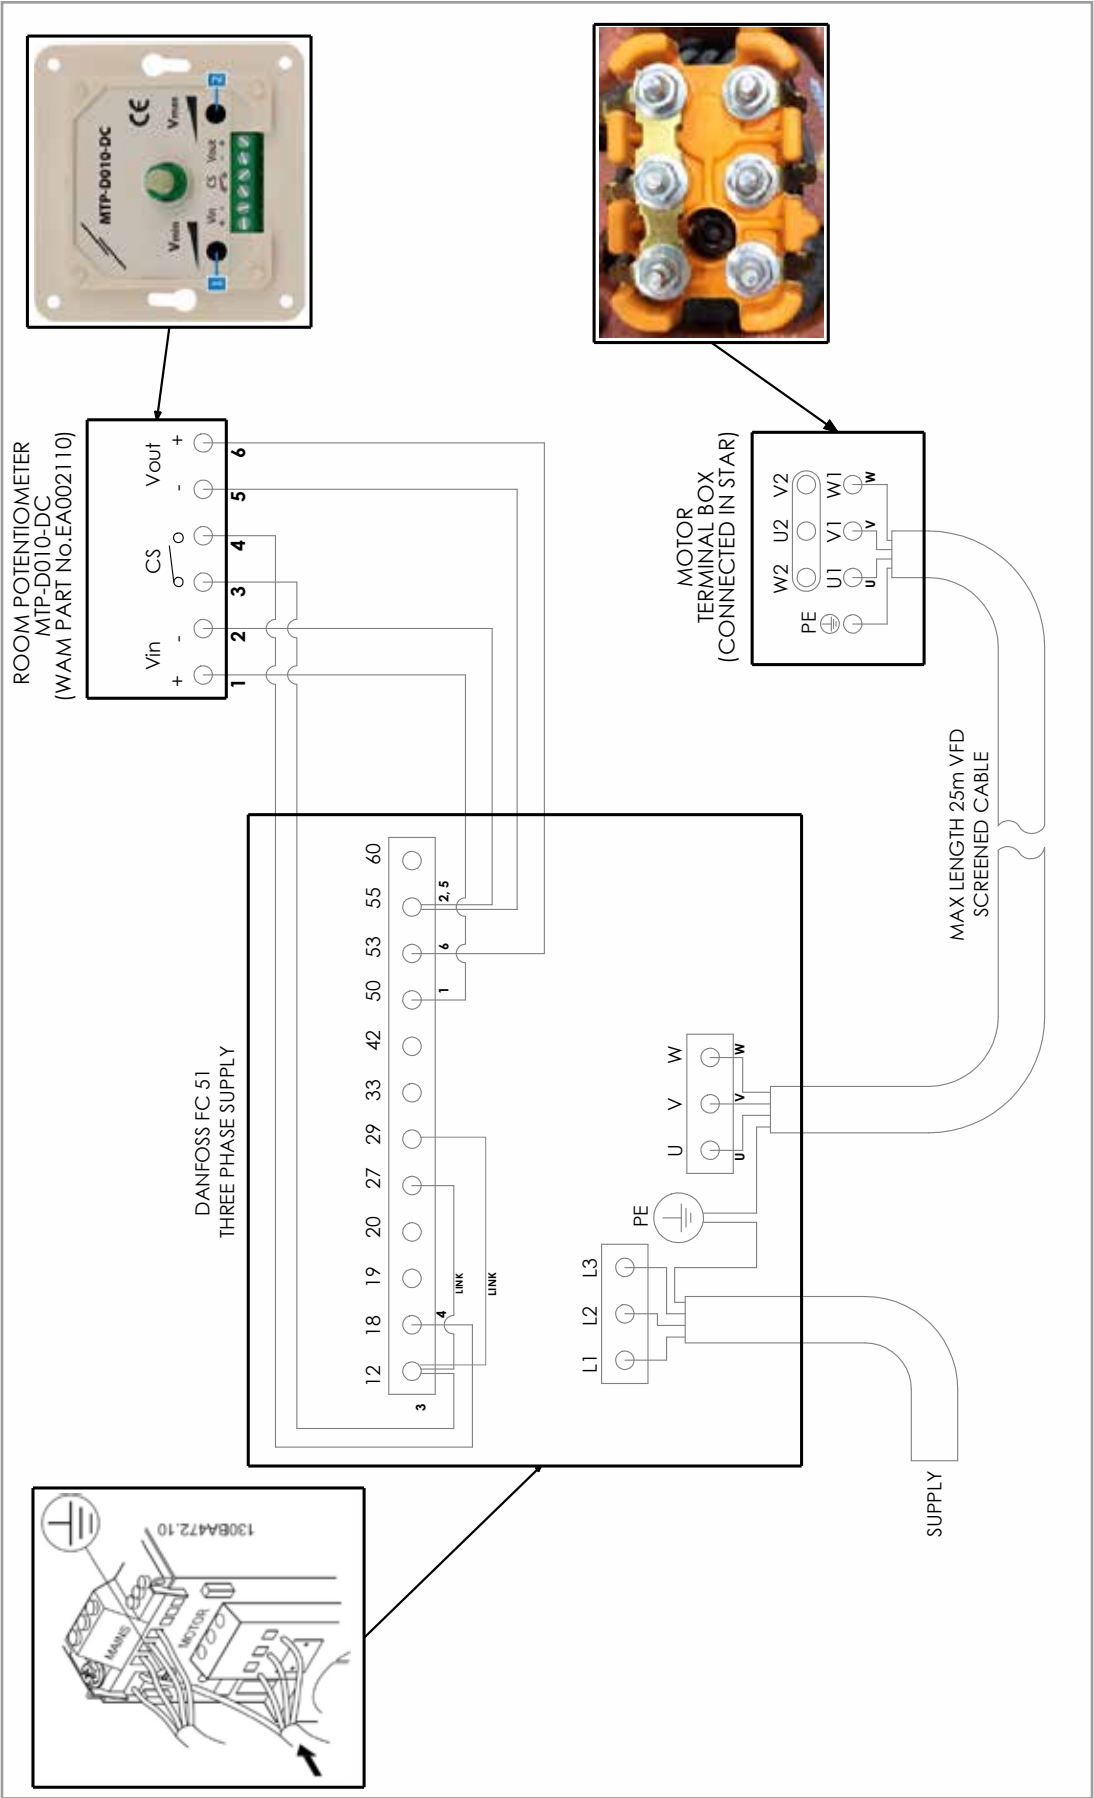 130BA472.10
MAINS
MOTOR
DANFOSS FC 51
THREE PHASE SUPPLY
12 18 19 20 27 29 33 42 50 53 55 60
3 4 1 6 2, 5
LINK
LINK
L1 L2 L3
PE
U V W
U V W
SUPPLY
MAX LENGTH 25m VFD
SCREENED CABLE
ROOM POTENTIOMETER
MTP-D010-DC
(WAM PART No.EA002110)
Vin CS Vout
+ - - +
1 2 3 4 5 6
MTP-D010-DC
CE
Vmin Vmax
Vin CS Vout
+ - - +
1 2
MOTOR
TERMINAL BOX
(CONNECTED IN STAR)
W2 U2 V2
PE U1 V1 W1
U V W